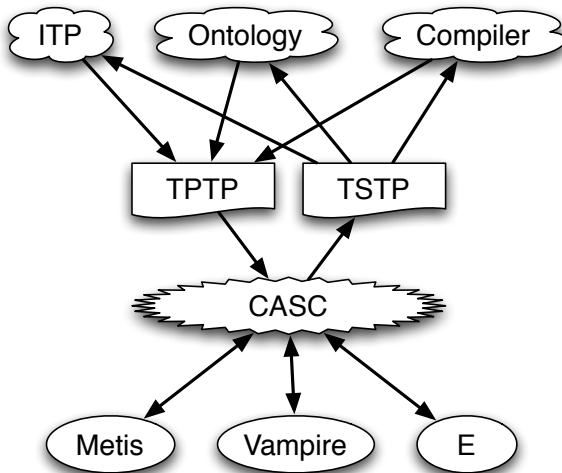 ITP
Ontology
Compiler
TPTP
TSTP
CASC
Metis
Vampire
E